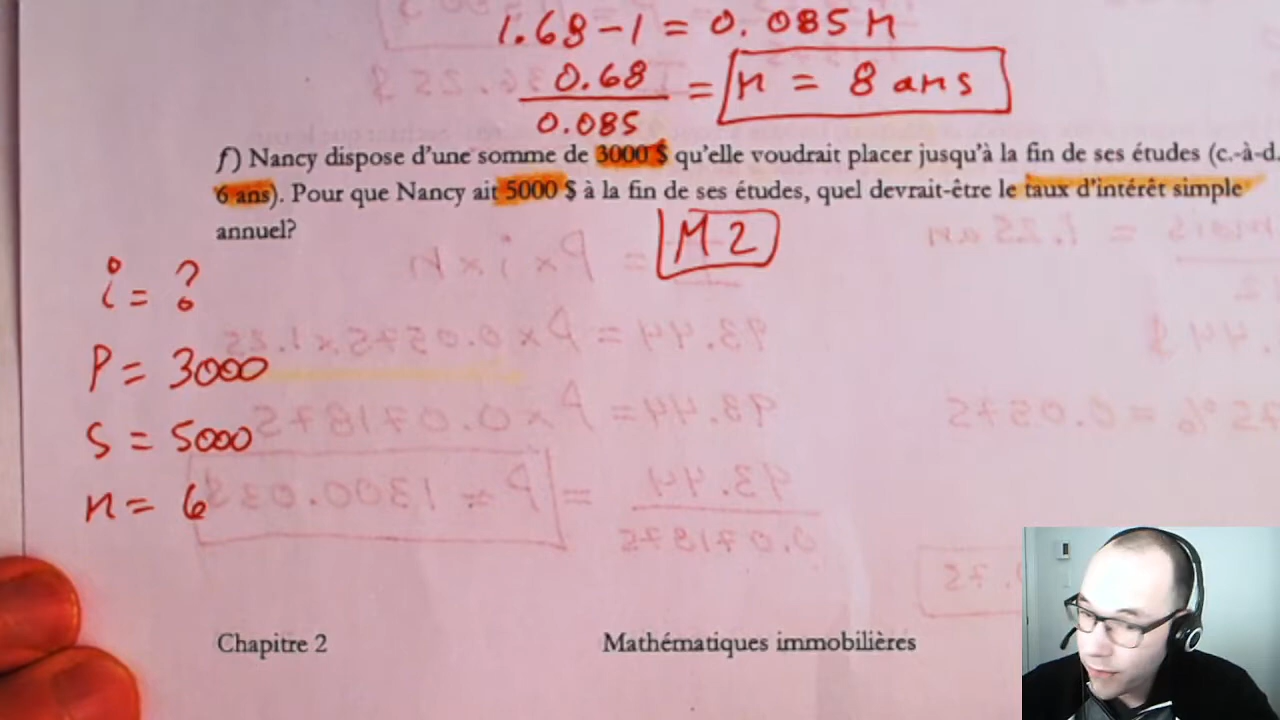 1.68-1 = 0.085 n
0.68
0.085
= n = 8 ans
f) Nancy dispose d'une somme de 3000 $ qu'elle voudrait placer jusqu'à la fin de ses études (c.-à-d.
6 ans). Pour que Nancy ait 5000 $ à la fin de ses études, quel devrait-être le taux d'intérêt simple
annuel?
M2
i = ?
P = 3000
S = 5000
n = 6
Chapitre 2
Mathématiques immobilières